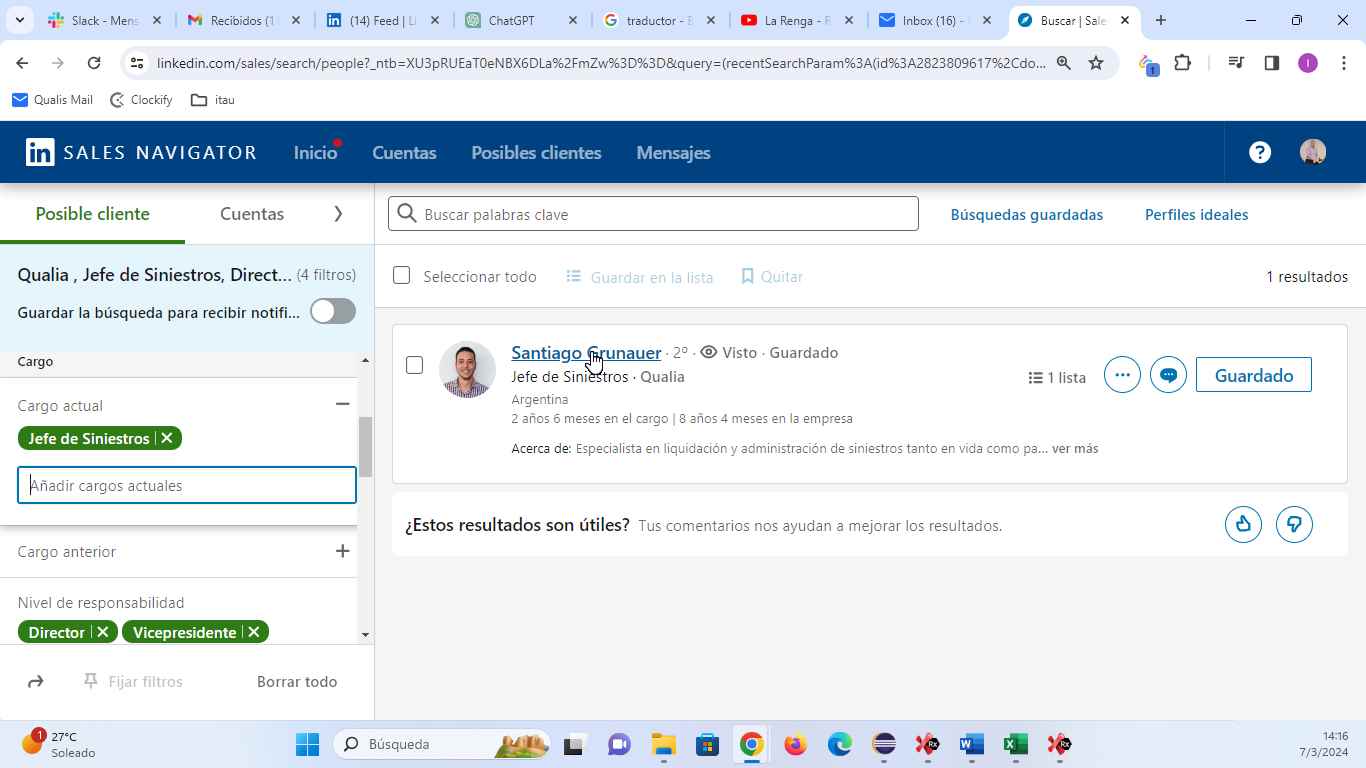 Slack - Mens
Recibidos (1
(14) Feed | Li
ChatGPT
traductor - B
La Renga - R
Inbox (16) -
Buscar | Sale
linkedin.com/sales/search/people?_ntb=XU3pRUEaT0eNBX6DLa%2FmZw%3D%3D&query=(recentSearchParam%3A(id%3A2823809617%2Cdo...
1
I
Qualis Mail
Clockify
itau
in SALES NAVIGATOR
Inicio
Cuentas
Posibles clientes
Mensajes
Posible cliente
Cuentas
Buscar palabras clave
Búsquedas guardadas
Perfiles ideales
Qualia , Jefe de Siniestros, Direct... (4 filtros)
Guardar la búsqueda para recibir notifi...
Seleccionar todo
Guardar en la lista
Quitar
1 resultados
Cargo
Cargo actual
Jefe de Siniestros
Añadir cargos actuales
Cargo anterior
Nivel de responsabilidad
Director
Vicepresidente
Fijar filtros
Borrar todo
Santiago Grunauer · 2º · Visto · Guardado
Jefe de Siniestros · Qualia
Argentina
2 años 6 meses en el cargo | 8 años 4 meses en la empresa
Acerca de: Especialista en liquidación y administración de siniestros tanto en vida como pa... ver más
1 lista
Guardado
¿Estos resultados son útiles? Tus comentarios nos ayudan a mejorar los resultados.
1
27°C
Soleado
Búsqueda
14:16
7/3/2024